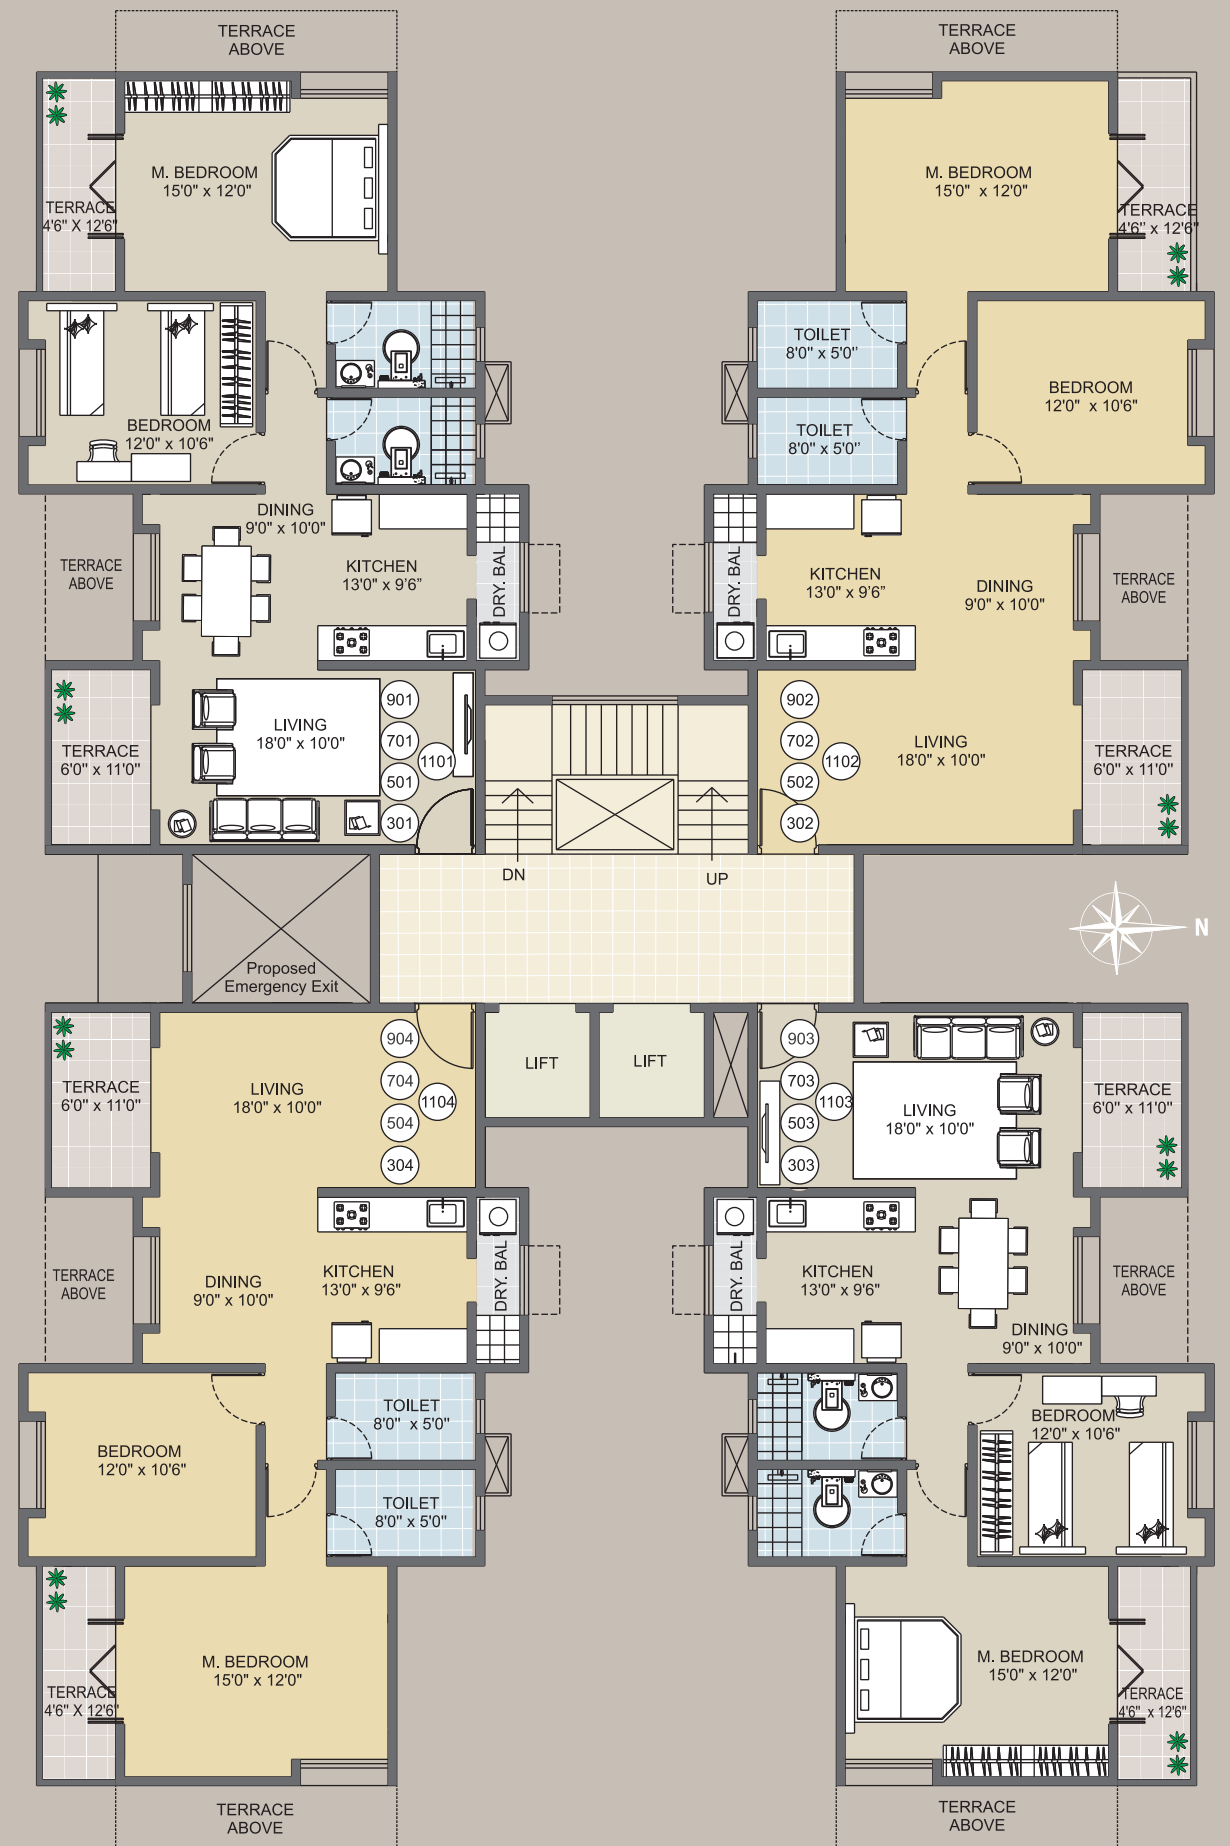 TERRACE
ABOVE
TERRACE
ABOVE
M. BEDROOM
15'0" x 12'0"
TERRACE
4'6" X 12'6"
M. BEDROOM
15'0" x 12'0"
TERRACE
4'6" x 12'6"
BEDROOM
12'0" x 10'6"
TOILET
8'0" x 5'0"
TOILET
8'0" x 5'0"
BEDROOM
12'0" x 10'6"
DINING
9'0" x 10'0"
KITCHEN
13'0" x 9'6"
DRY. BAL
TERRACE
ABOVE
DRY. BAL
KITCHEN
13'0" x 9'6"
DINING
9'0" x 10'0"
TERRACE
ABOVE
TERRACE
6'0" x 11'0"
LIVING
18'0" x 10'0"
901
701
1101
501
301
902
702
1102
502
302
LIVING
18'0" x 10'0"
TERRACE
6'0" x 11'0"
DN
UP
N
Proposed
Emergency Exit
LIFT
LIFT
TERRACE
6'0" x 11'0"
LIVING
18'0" x 10'0"
904
704
1104
504
304
903
703
1103
503
303
LIVING
18'0" x 10'0"
TERRACE
6'0" x 11'0"
TERRACE
ABOVE
DINING
9'0" x 10'0"
KITCHEN
13'0" x 9'6"
DRY. BAL
DRY. BAL
KITCHEN
13'0" x 9'6"
DINING
9'0" x 10'0"
TERRACE
ABOVE
BEDROOM
12'0" x 10'6"
TOILET
8'0" x 5'0"
TOILET
8'0" x 5'0"
BEDROOM
12'0" x 10'6"
M. BEDROOM
15'0" x 12'0"
TERRACE
4'6" X 12'6"
M. BEDROOM
15'0" x 12'0"
TERRACE
4'6" x 12'6"
TERRACE
ABOVE
TERRACE
ABOVE